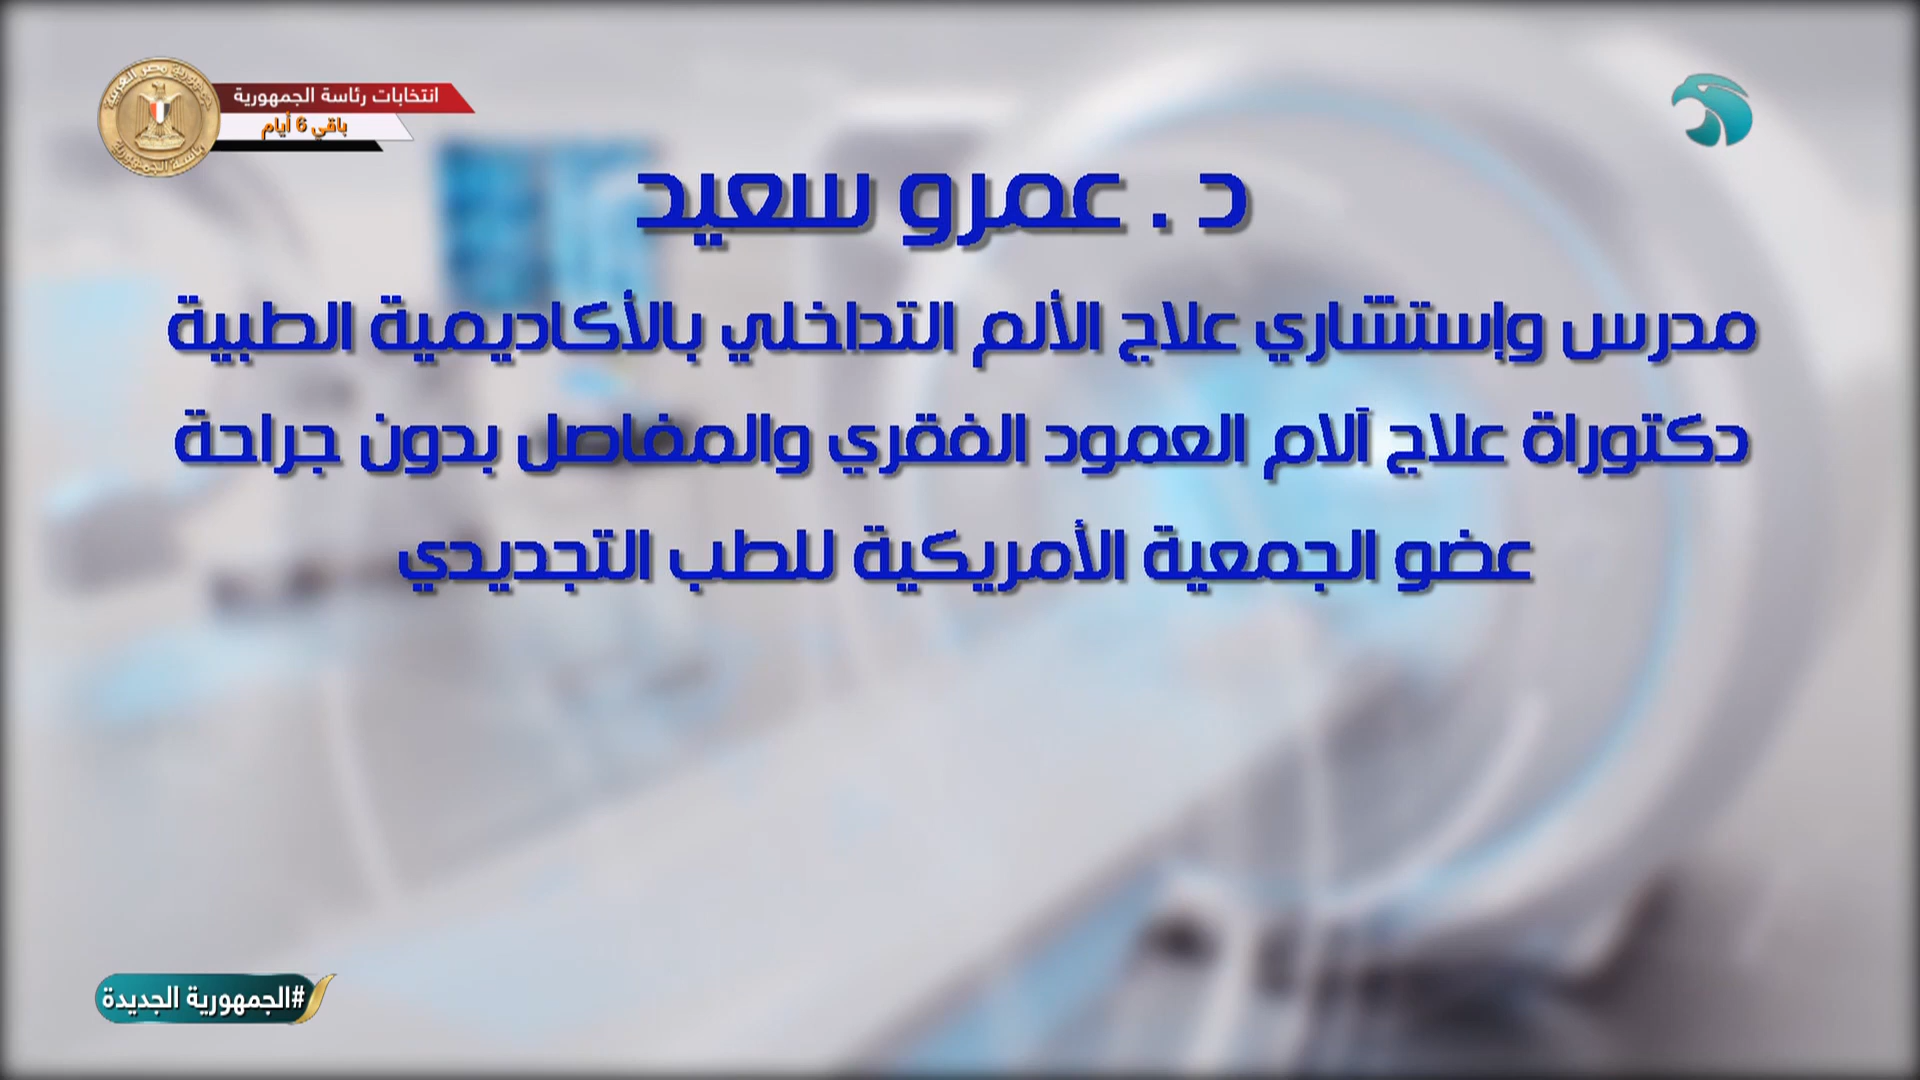 انتخابات رئاسة الجمهورية
باقي 6 أيام
د . عمرو سعيد
مدرس وإستشاري علاج الألم التداخلي بالأكاديمية الطبية
دكتوراة علاج آلام العمود الفقري والمفاصل بدون جراحة
عضو الجمعية الأمريكية للطب التجديدي
#الجمهورية الجديدة